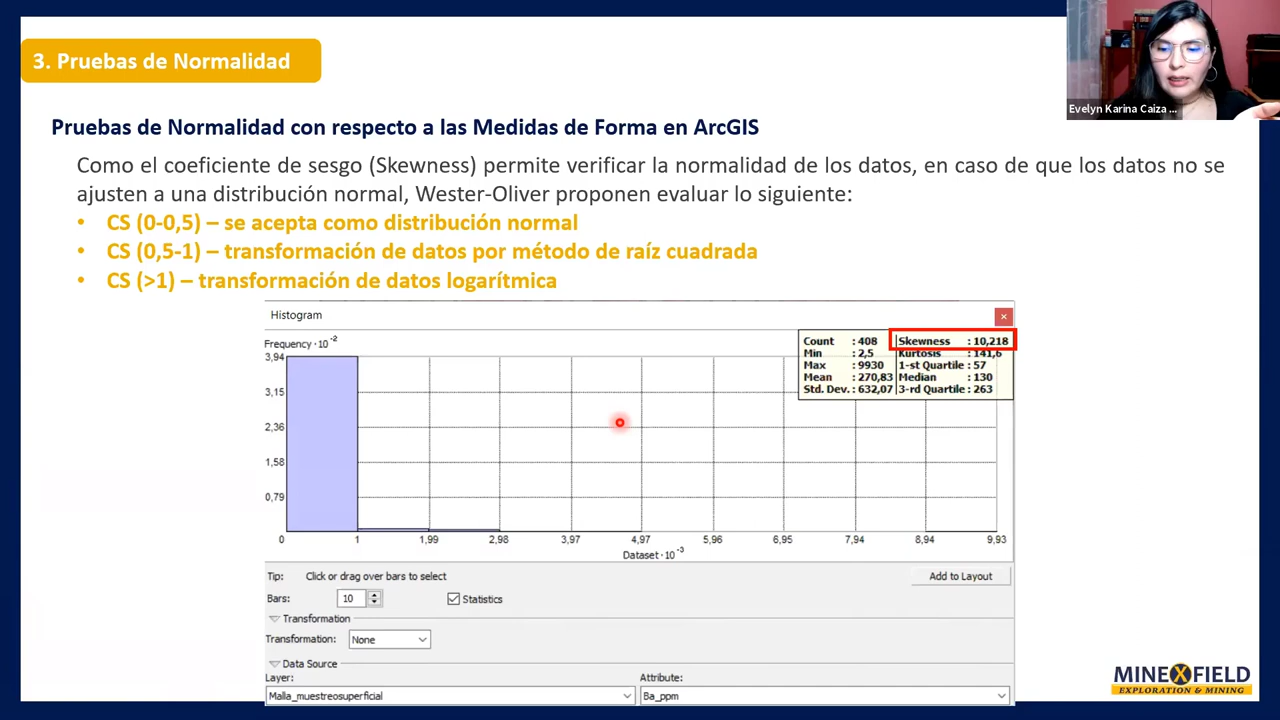 3. Pruebas de Normalidad
Evelyn Karina Caiza ...
Pruebas de Normalidad con respecto a las Medidas de Forma en ArcGIS
Como el coeficiente de sesgo (Skewness) permite verificar la normalidad de los datos, en caso de que los datos no se
ajusten a una distribución normal, Wester-Oliver proponen evaluar lo siguiente:
• CS (0-0,5) – se acepta como distribución normal
• CS (0,5-1) – transformación de datos por método de raíz cuadrada
• CS (>1) – transformación de datos logarítmica
Histogram
Frequency · 10⁻²
Count : 408 Skewness : 10,218
Min : 2,5 Kurtosis : 141,6
Max : 9930 1-st Quartile : 57
Mean : 270,83 Median : 130
Std. Dev. : 632,07 3-rd Quartile : 263
3,94
3,15
2,36
1,58
0,79
0 1 1,99 2,98 3,97 4,97 5,96 6,95 7,94 8,94 9,93
Dataset · 10⁻³
Tip: Click or drag over bars to select
Add to Layout
Bars: 10 Statistics
Transformation
Transformation: None
Data Source
Layer: Attribute:
Malla_muestreosuperficial Ba_ppm
MINEXFIELD
EXPLORATION & MINING